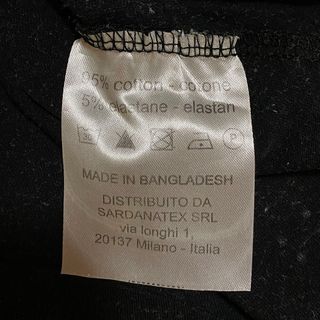 95% cotton - cotone
5% elastane - elastan
P
MADE IN BANGLADESH
DISTRIBUITO DA
SARDANATEX SRL
via longhi 1,
20137 Milano - Italia